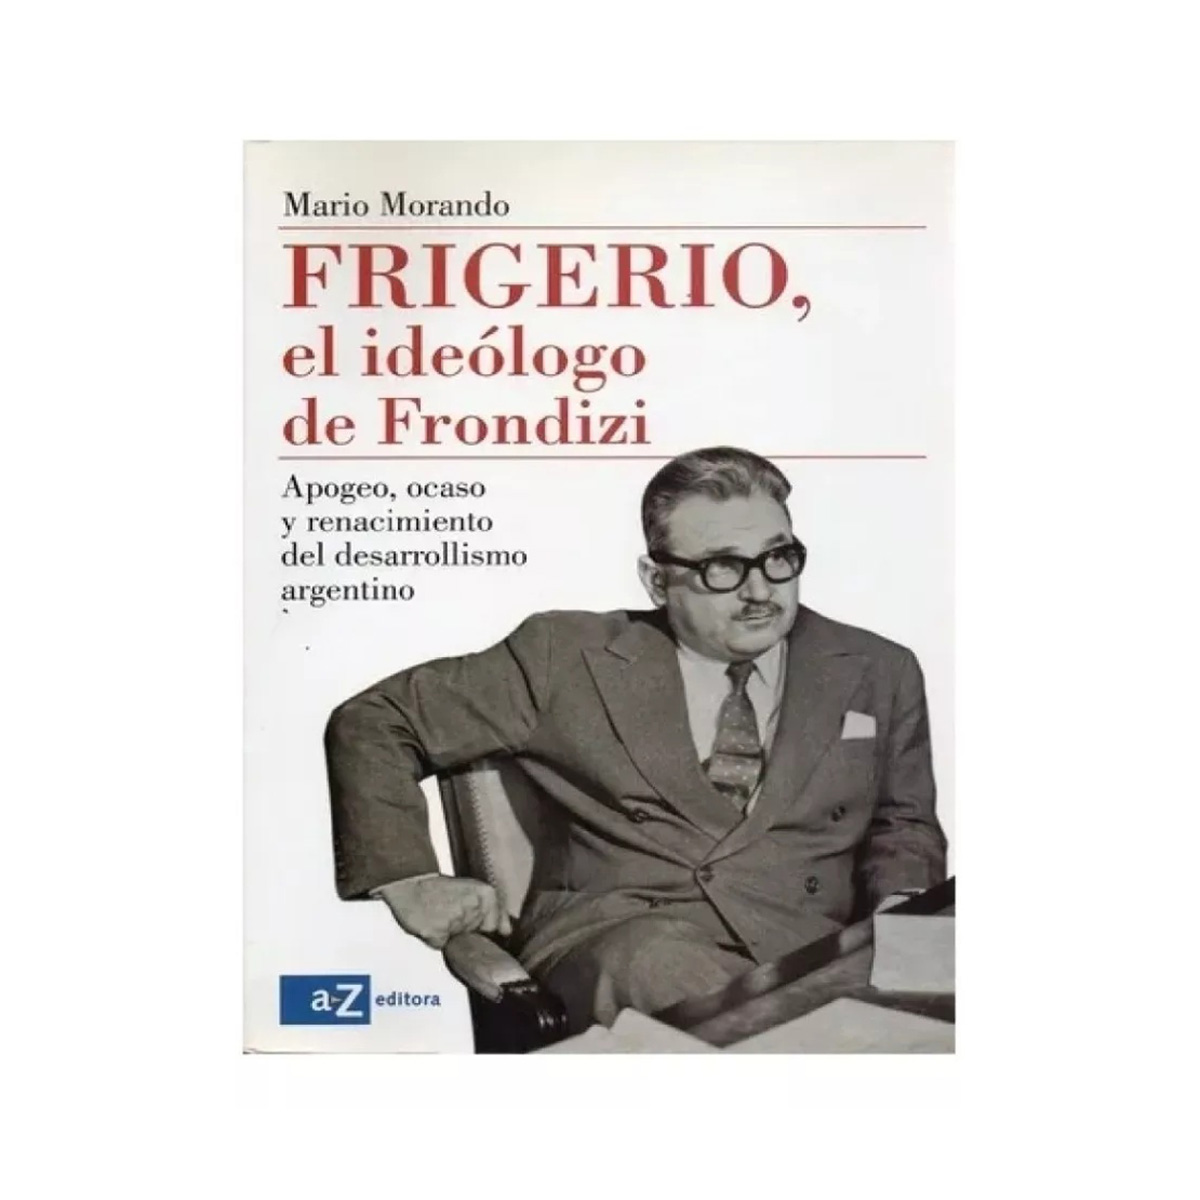 Mario Morando
FRIGERIO,
el ideólogo
de Frondizi
Apogeo, ocaso
y renacimiento
del desarrollismo
argentino
a-Z editora